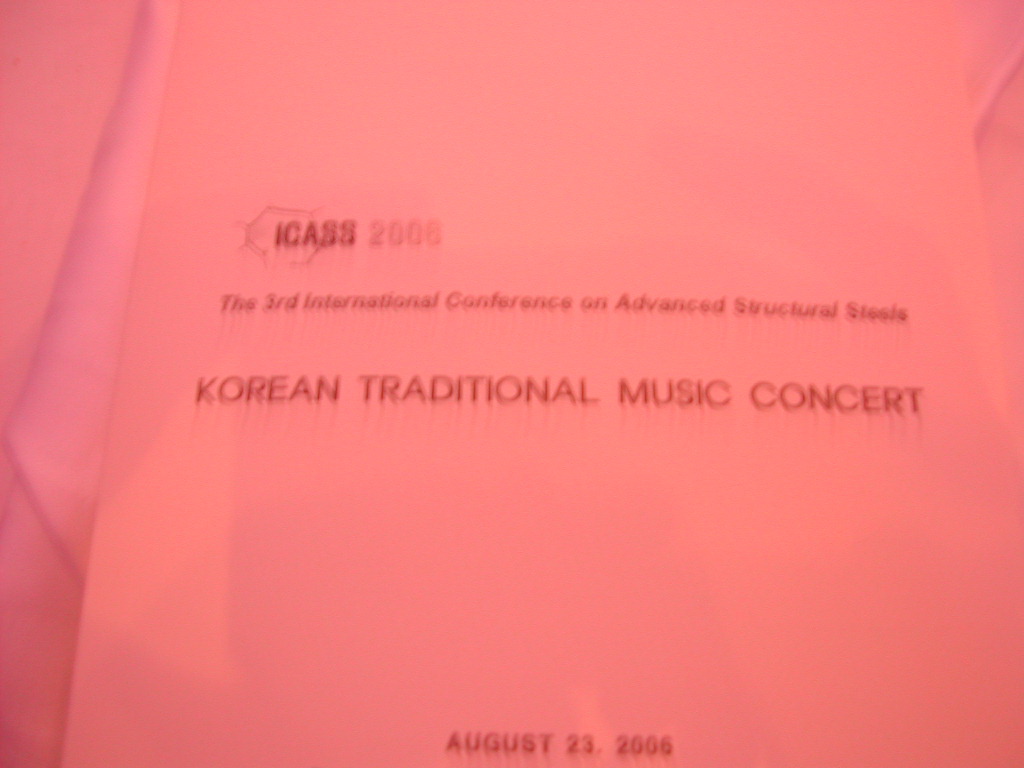 ICASS 2006
The 3rd International Conference on Advanced Structural Steels
KOREAN TRADITIONAL MUSIC CONCERT
AUGUST 23. 2006